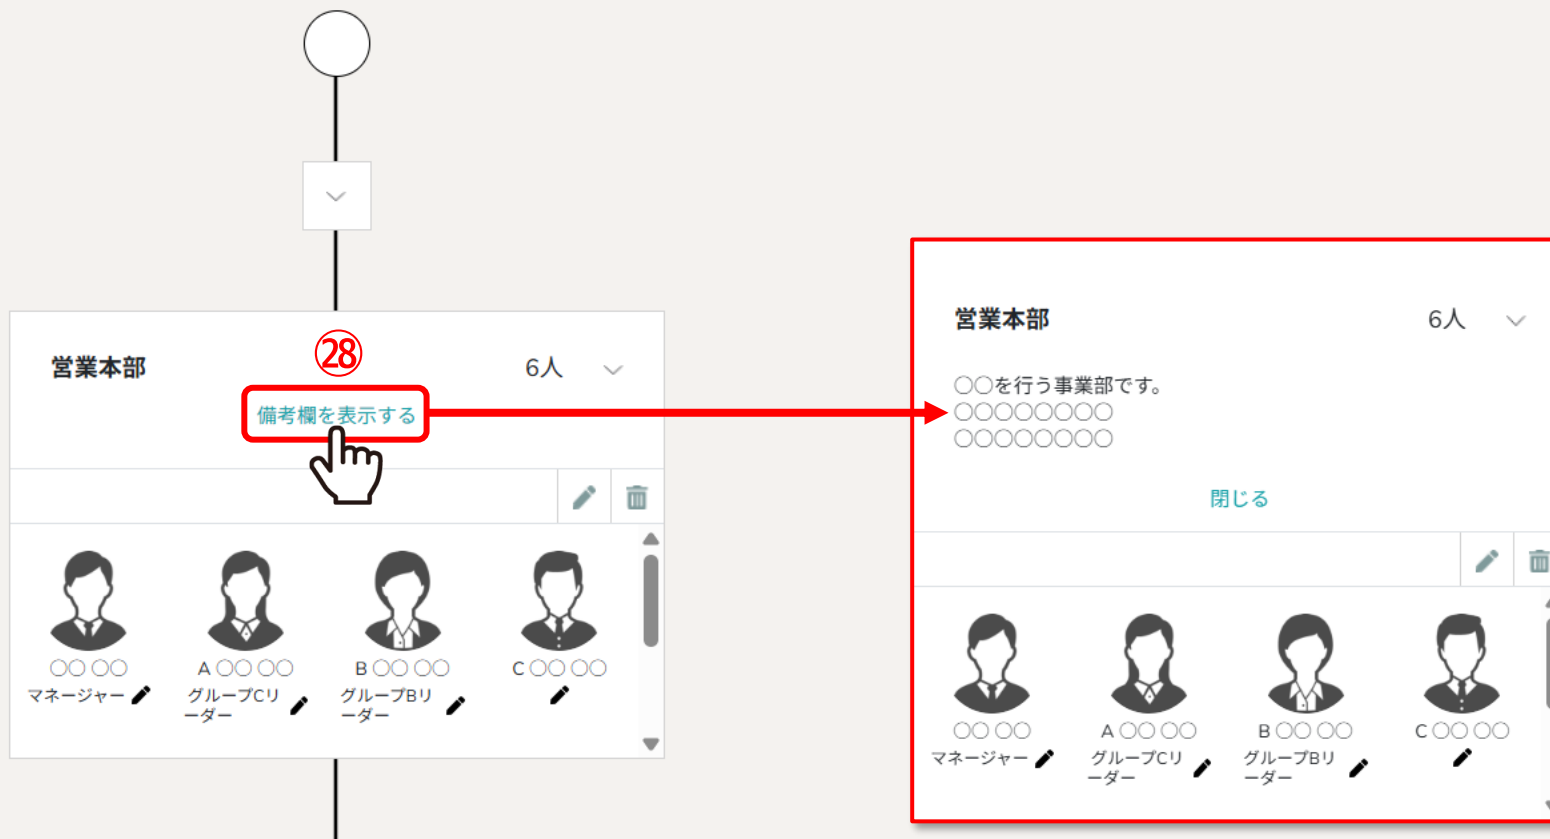 営業本部
㉘
6人
備考欄を表示する
〇〇 〇〇
マネージャー
A 〇〇 〇〇
グループCリ
ーダー
B 〇〇 〇〇
グループBリ
ーダー
C 〇〇 〇〇
営業本部
6人
〇〇を行う事業部です。
〇〇〇〇〇〇〇〇
〇〇〇〇〇〇〇〇
閉じる
〇〇 〇〇
マネージャー
A 〇〇 〇〇
グループCリ
ーダー
B 〇〇 〇〇
グループBリ
ーダー
C 〇〇 〇〇